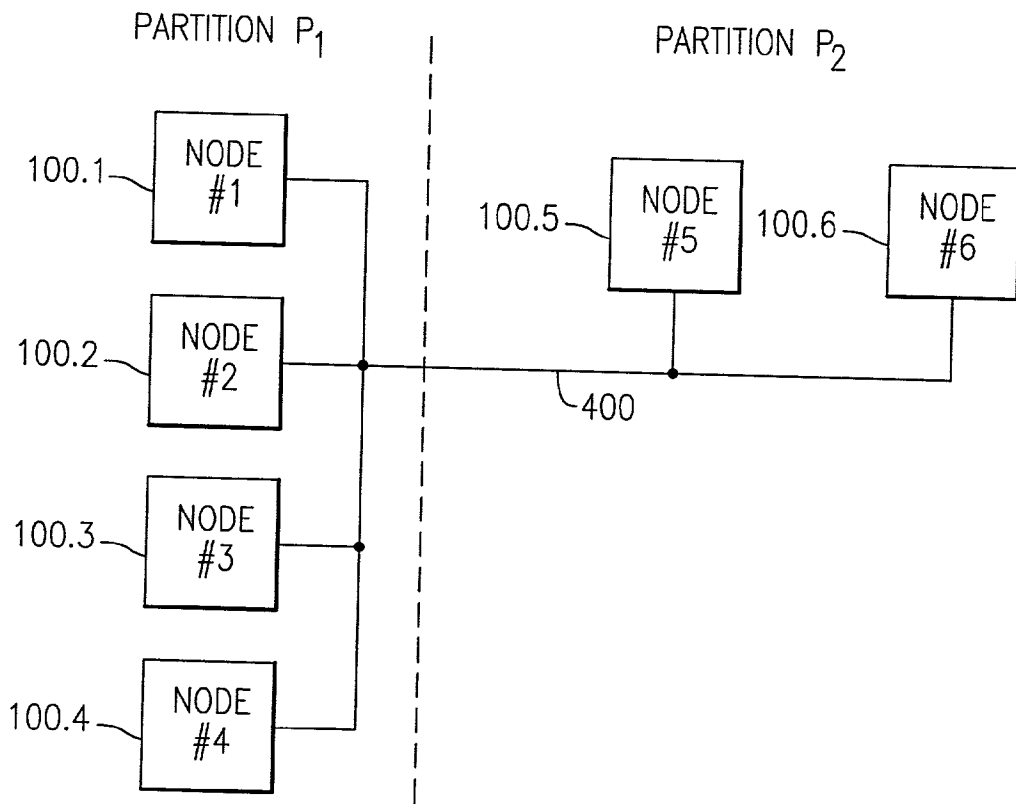 PARTITION P1
PARTITION P2
100.1
NODE
#1
100.5
NODE
#5
100.6
NODE
#6
100.2
NODE
#2
400
100.3
NODE
#3
100.4
NODE
#4